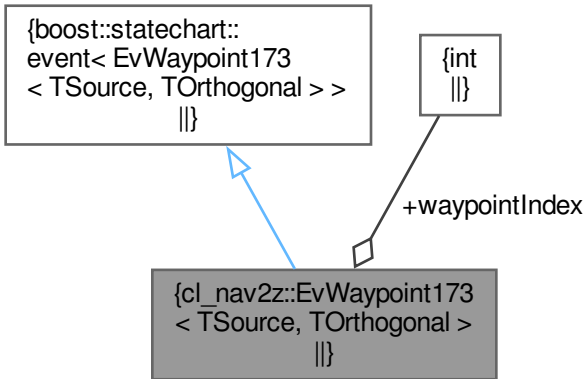 {boost::statechart::
event< EvWaypoint173
< TSource, TOrthogonal > >
||}
{int
||}
+waypointIndex
{cl_nav2z::EvWaypoint173
< TSource, TOrthogonal >
||}